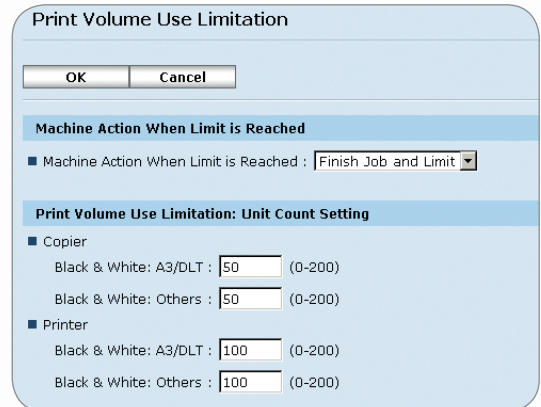 Print Volume Use Limitation
OK Cancel
Machine Action When Limit is Reached
Machine Action When Limit is Reached : Finish Job and Limit
Print Volume Use Limitation: Unit Count Setting
Copier
Black & White: A3/DLT : 50 (0-200)
Black & White: Others : 50 (0-200)
Printer
Black & White: A3/DLT : 100 (0-200)
Black & White: Others : 100 (0-200)